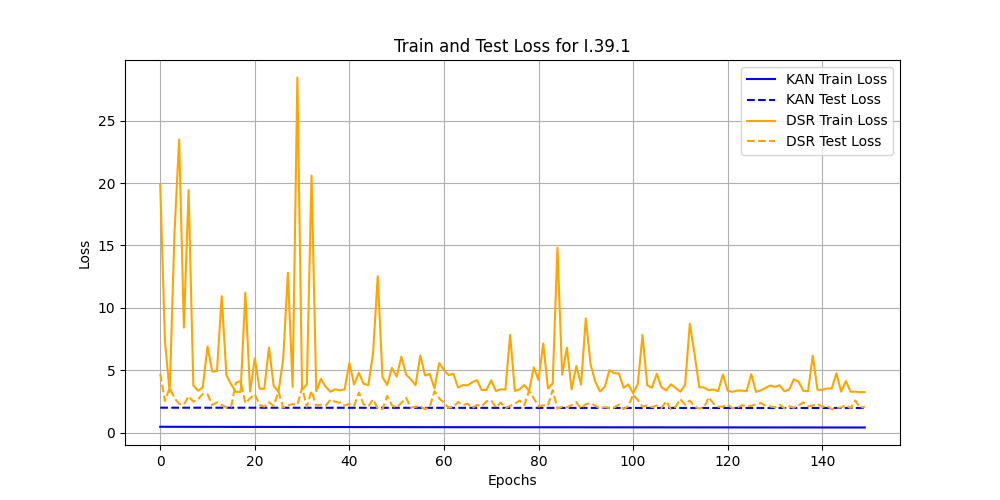 Train and Test Loss for I.39.1
KAN Train Loss
KAN Test Loss
DSR Train Loss
DSR Test Loss
Loss
25
20
15
10
5
0
0 20 40 60 80 100 120 140
Epochs